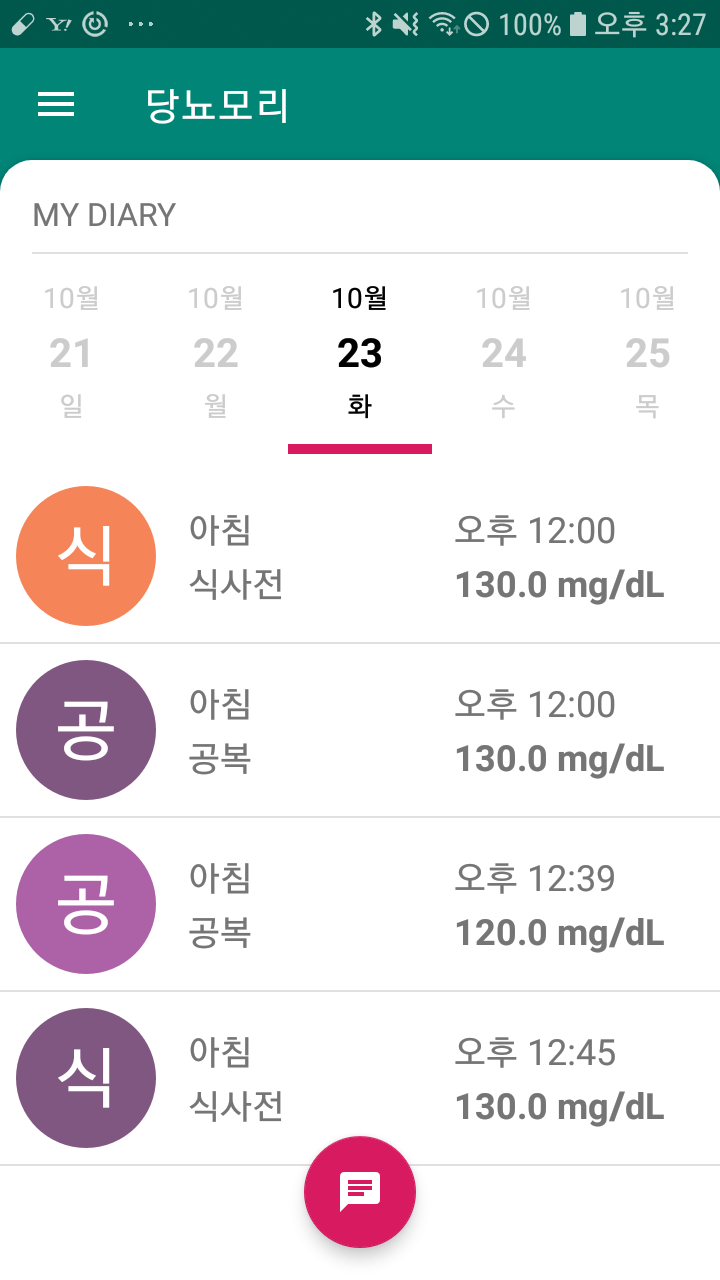 Y! 100% 오후 3:27
당뇨모리
MY DIARY
10월 10월 10월 10월 10월
21 22 23 24 25
일 월 화 수 목
식 아침 오후 12:00
식사전 130.0 mg/dL
공 아침 오후 12:00
공복 130.0 mg/dL
공 아침 오후 12:39
공복 120.0 mg/dL
식 아침 오후 12:45
식사전 130.0 mg/dL